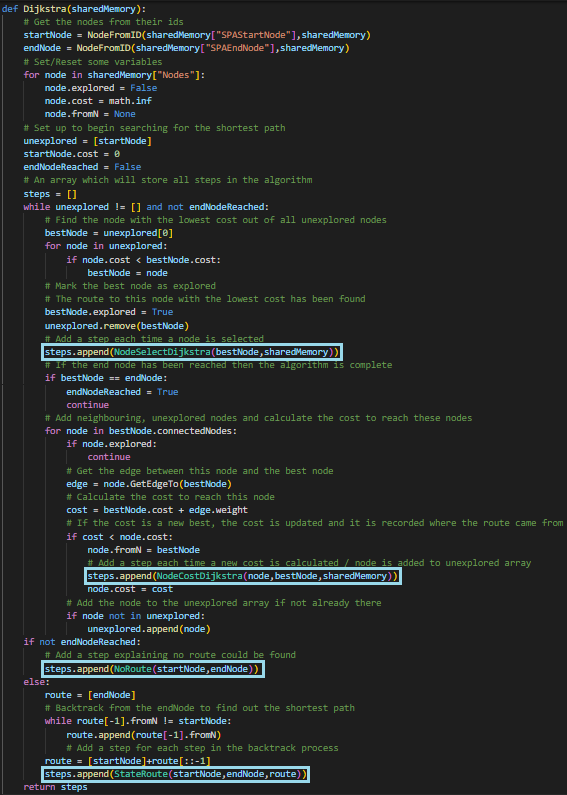 def Dijkstra(sharedMemory):
    # Get the nodes from their ids
    startNode = NodeFromID(sharedMemory["SPAStartNode"],sharedMemory)
    endNode = NodeFromID(sharedMemory["SPAEndNode"],sharedMemory)
    # Set/Reset some variables
    for node in sharedMemory["Nodes"]:
        node.explored = False
        node.cost = math.inf
        node.fromN = None
    # Set up to begin searching for the shortest path
    unexplored = [startNode]
    startNode.cost = 0
    endNodeReached = False
    # An array which will store all steps in the algorithm
    steps = []
    while unexplored != [] and not endNodeReached:
        # Find the node with the lowest cost out of all unexplored nodes
        bestNode = unexplored[0]
        for node in unexplored:
            if node.cost < bestNode.cost:
                bestNode = node
        # Mark the best node as explored
        # The route to this node with the lowest cost has been found
        bestNode.explored = True
        unexplored.remove(bestNode)
        # Add a step each time a node is selected
        steps.append(NodeSelectDijkstra(bestNode,sharedMemory))
        # If the end node has been reached then the algorithm is complete
        if bestNode == endNode:
            endNodeReached = True
            continue
        # Add neighbouring, unexplored nodes and calculate the cost to reach these nodes
        for node in bestNode.connectedNodes:
            if node.explored:
                continue
            # Get the edge between this node and the best node
            edge = node.GetEdgeTo(bestNode)
            # Calculate the cost to reach this node
            cost = bestNode.cost + edge.weight
            # If the cost is a new best, the cost is updated and it is recorded where the route came from
            if cost < node.cost:
                node.fromN = bestNode
                # Add a step each time a new cost is calculated / node is added to unexplored array
                steps.append(NodeCostDijkstra(node,bestNode,sharedMemory))
                node.cost = cost
            # Add the node to the unexplored array if not already there
            if node not in unexplored:
                unexplored.append(node)
    if not endNodeReached:
        # Add a step explaining no route could be found
        steps.append(NoRoute(startNode,endNode))
    else:
        route = [endNode]
        # Backtrack from the endNode to find out the shortest path
        while route[-1].fromN != startNode:
            route.append(route[-1].fromN)
            # Add a step for each step in the backtrack process
        route = [startNode]+route[::-1]
        steps.append(StateRoute(startNode,endNode,route))
    return steps